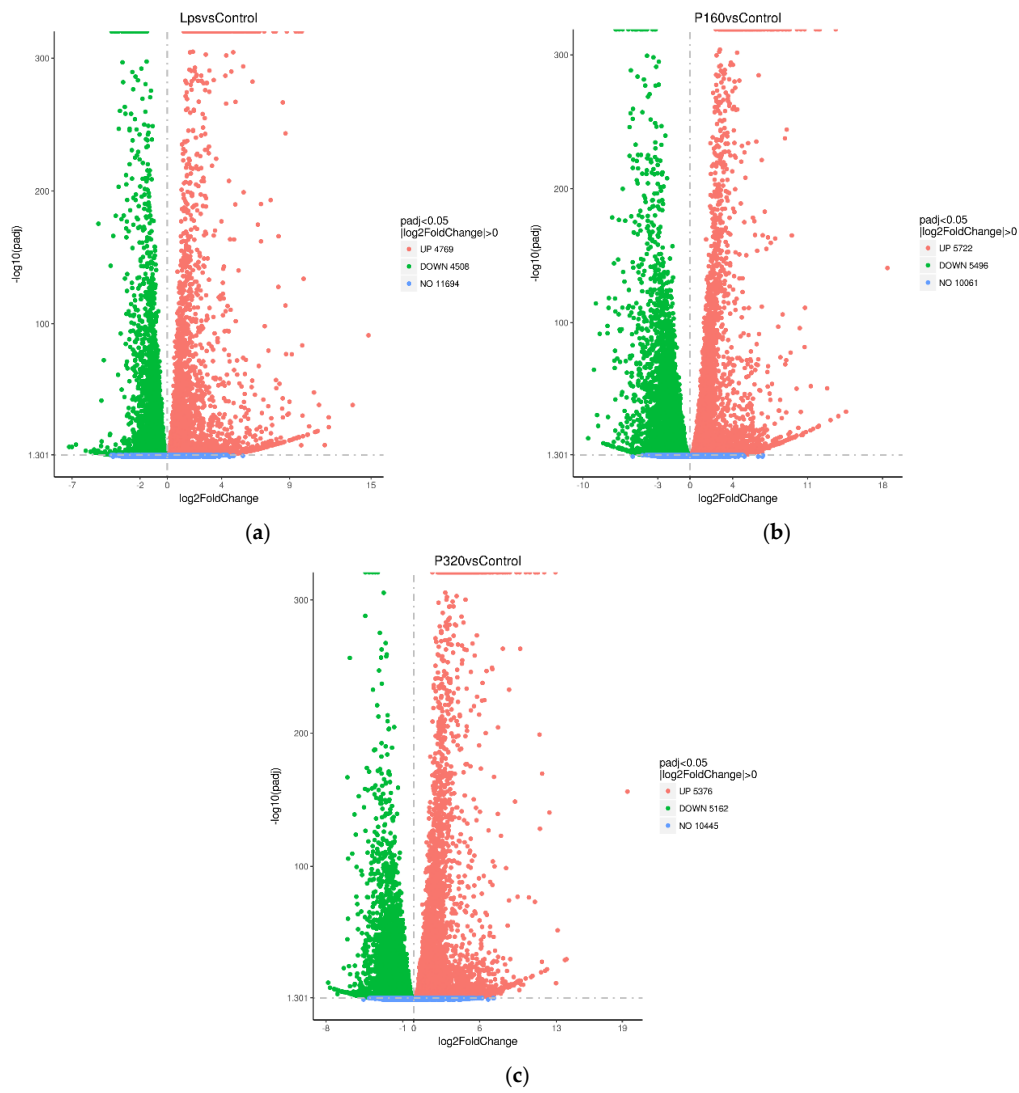 LpsvsControl
300
200
100
1.301
-log10(padj)
-7
-2
0
4
9
15
log2FoldChange
padj<0.05
|log2FoldChange|>0
UP 4769
DOWN 4508
NO 11694
(a)
P160vsControl
300
200
100
1.301
-log10(padj)
-10
-3
0
4
11
18
log2FoldChange
padj<0.05
|log2FoldChange|>0
UP 5722
DOWN 5496
NO 10061
(b)
P320vsControl
300
200
100
1.301
-log10(padj)
-8
-1
0
6
13
19
log2FoldChange
padj<0.05
|log2FoldChange|>0
UP 5376
DOWN 5162
NO 10445
(c)